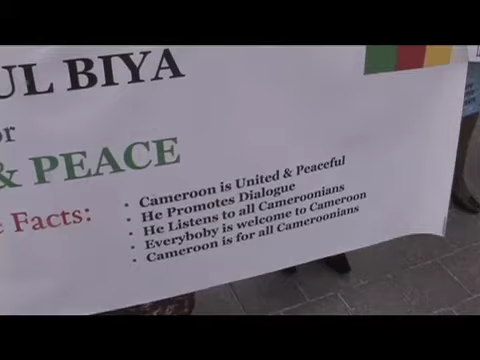 UL BIYA
or
& PEACE
Facts:
• Cameroon is United & Peaceful
• He Promotes Dialogue
• He Listens to all Cameroonians
• Everyboby is welcome to Cameroon
• Cameroon is for all Cameroonians